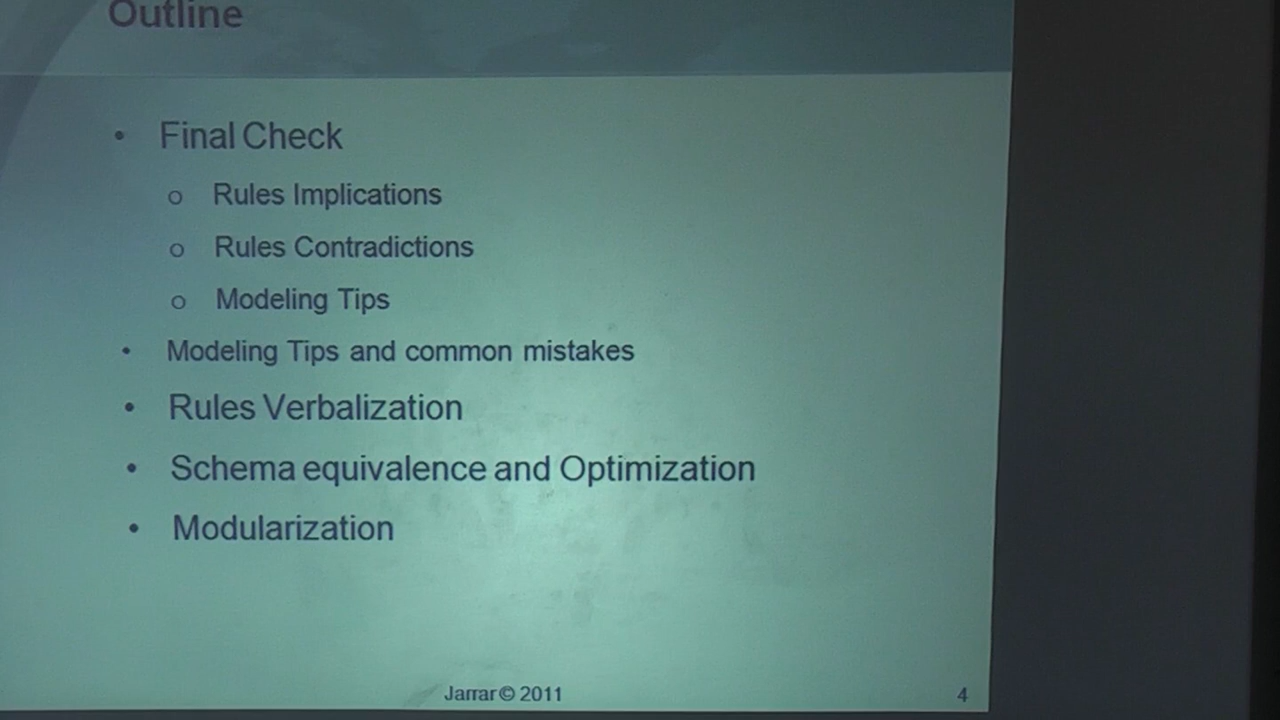 Outline
• Final Check
o Rules Implications
o Rules Contradictions
o Modeling Tips
• Modeling Tips and common mistakes
• Rules Verbalization
• Schema equivalence and Optimization
• Modularization
Jarrar © 2011
4